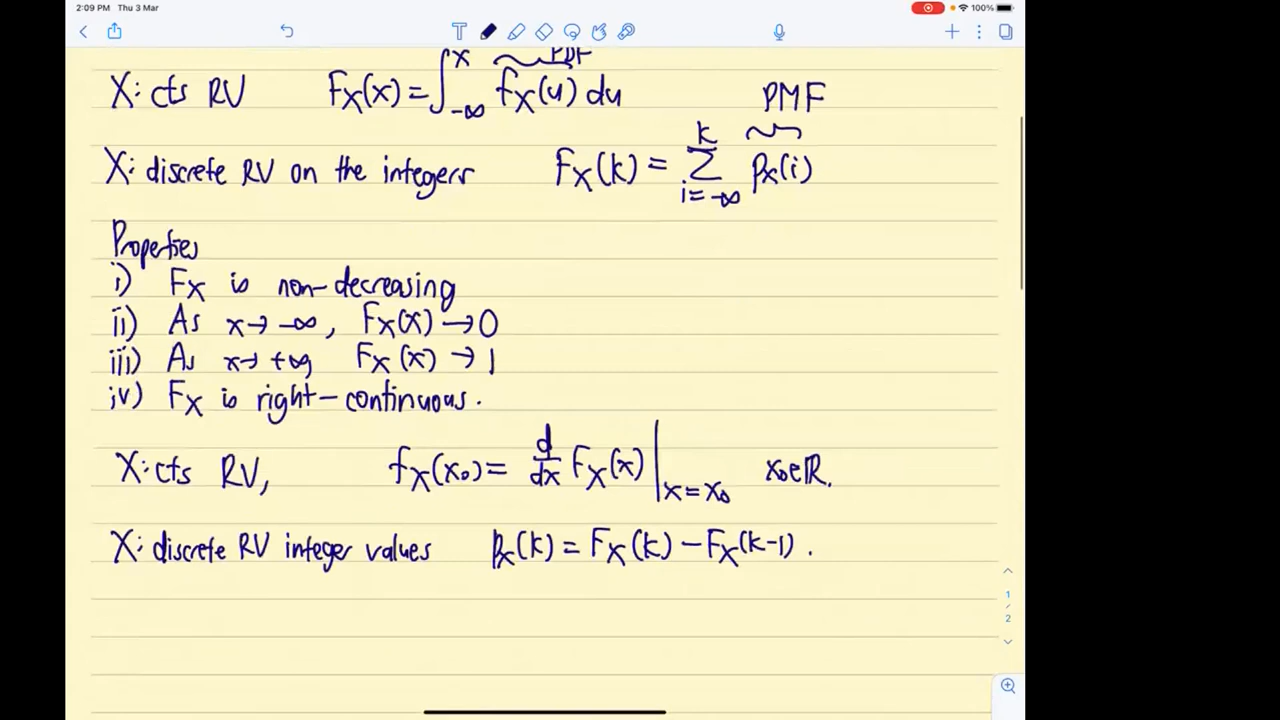 2:09 PM Thu 3 Mar 100%
PDF
X: cts RV F_X(x) = ∫_{-∞}^{x} f_X(u) du PMF
X: discrete RV on the integers F_X(k) = Σ_{i=-∞}^{k} p_X(i)
Properties
i) F_X is non-decreasing
ii) As x→ -∞, F_X(x) → 0
iii) As x→ +∞ F_X(x) → 1
iv) F_X is right-continuous.
X: cts RV, f_X(x_0) = d/dx F_X(x) |_{x=x_0} x_0∈ℝ.
X: discrete RV integer values p_X(k) = F_X(k) - F_X(k-1).
1
/
2